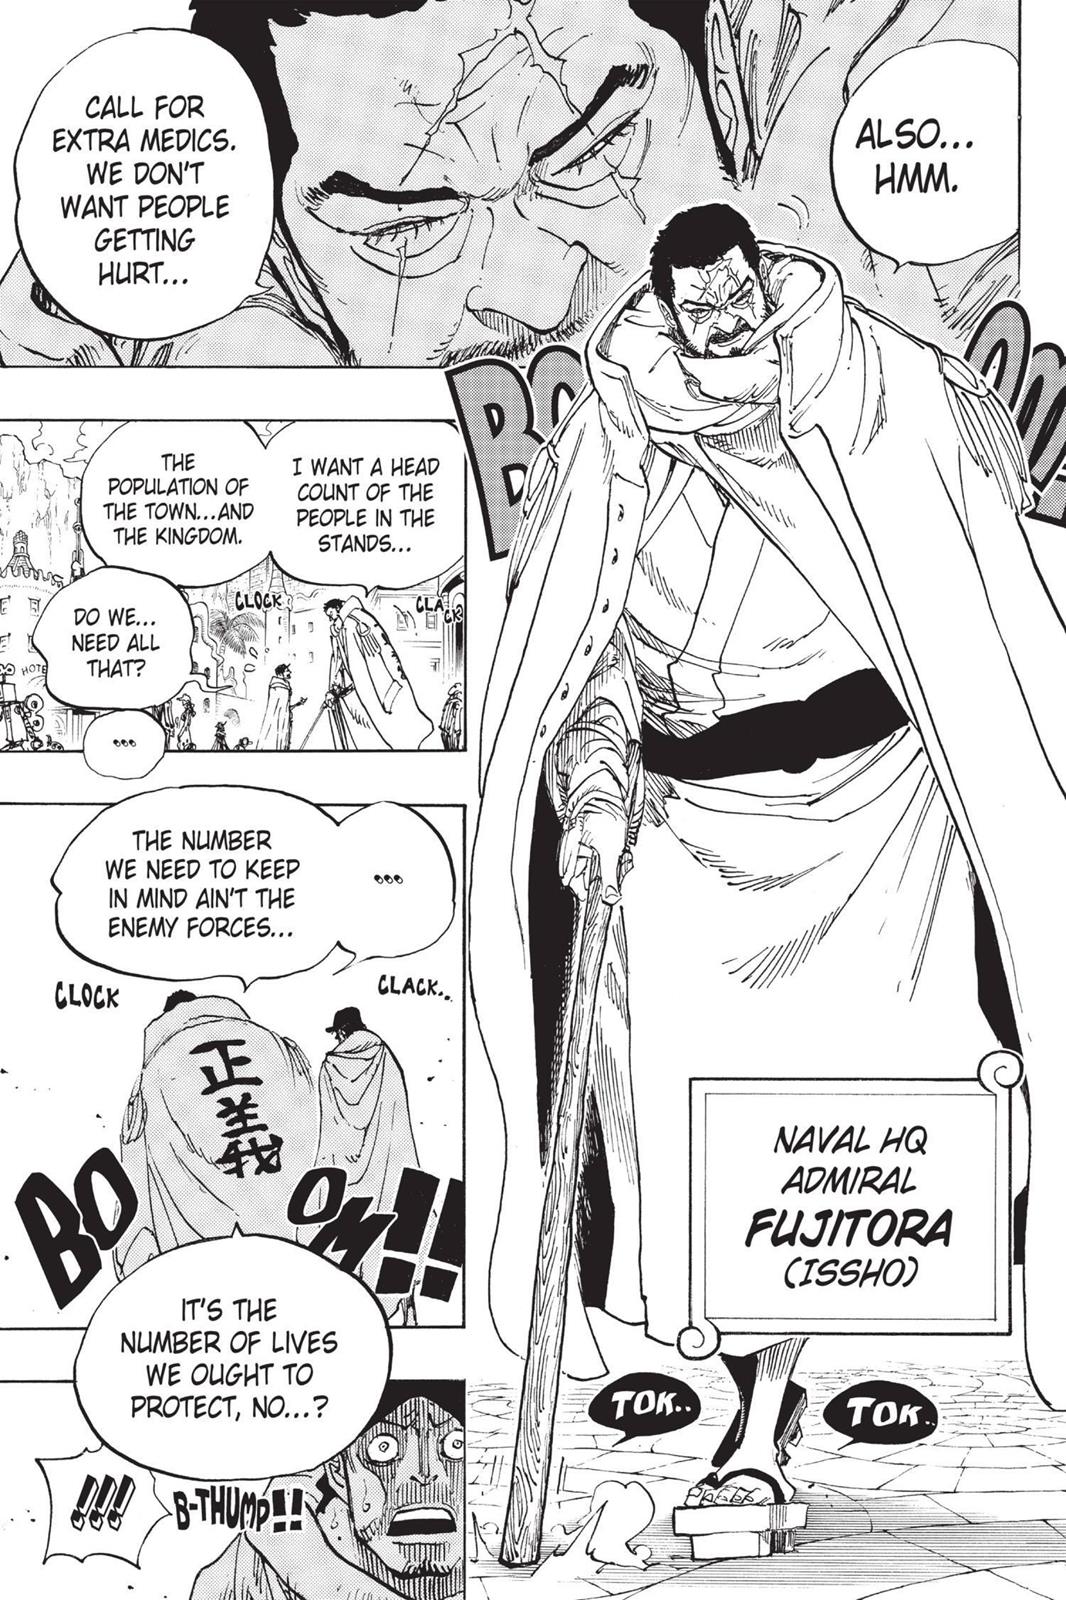 ALSO...
HMM.
CALL FOR
EXTRA MEDICS.
WE DON'T
WANT PEOPLE
GETTING
HURT...
BOOM!!
I WANT A HEAD
COUNT OF THE
PEOPLE IN THE
STANDS...
THE
POPULATION OF
THE TOWN...AND
THE KINGDOM.
CLOCK
CLACK
DO WE...
NEED ALL
THAT?
...
HOTE
...
THE NUMBER
WE NEED TO KEEP
IN MIND AIN'T THE
ENEMY FORCES...
CLOCK
CLACK..
正義
BOOM!!
IT'S THE
NUMBER OF LIVES
WE OUGHT TO
PROTECT, NO...?
!!!
B-THUMP!!
NAVAL HQ
ADMIRAL
FUJITORA
(ISSHO)
TOK..
TOK..